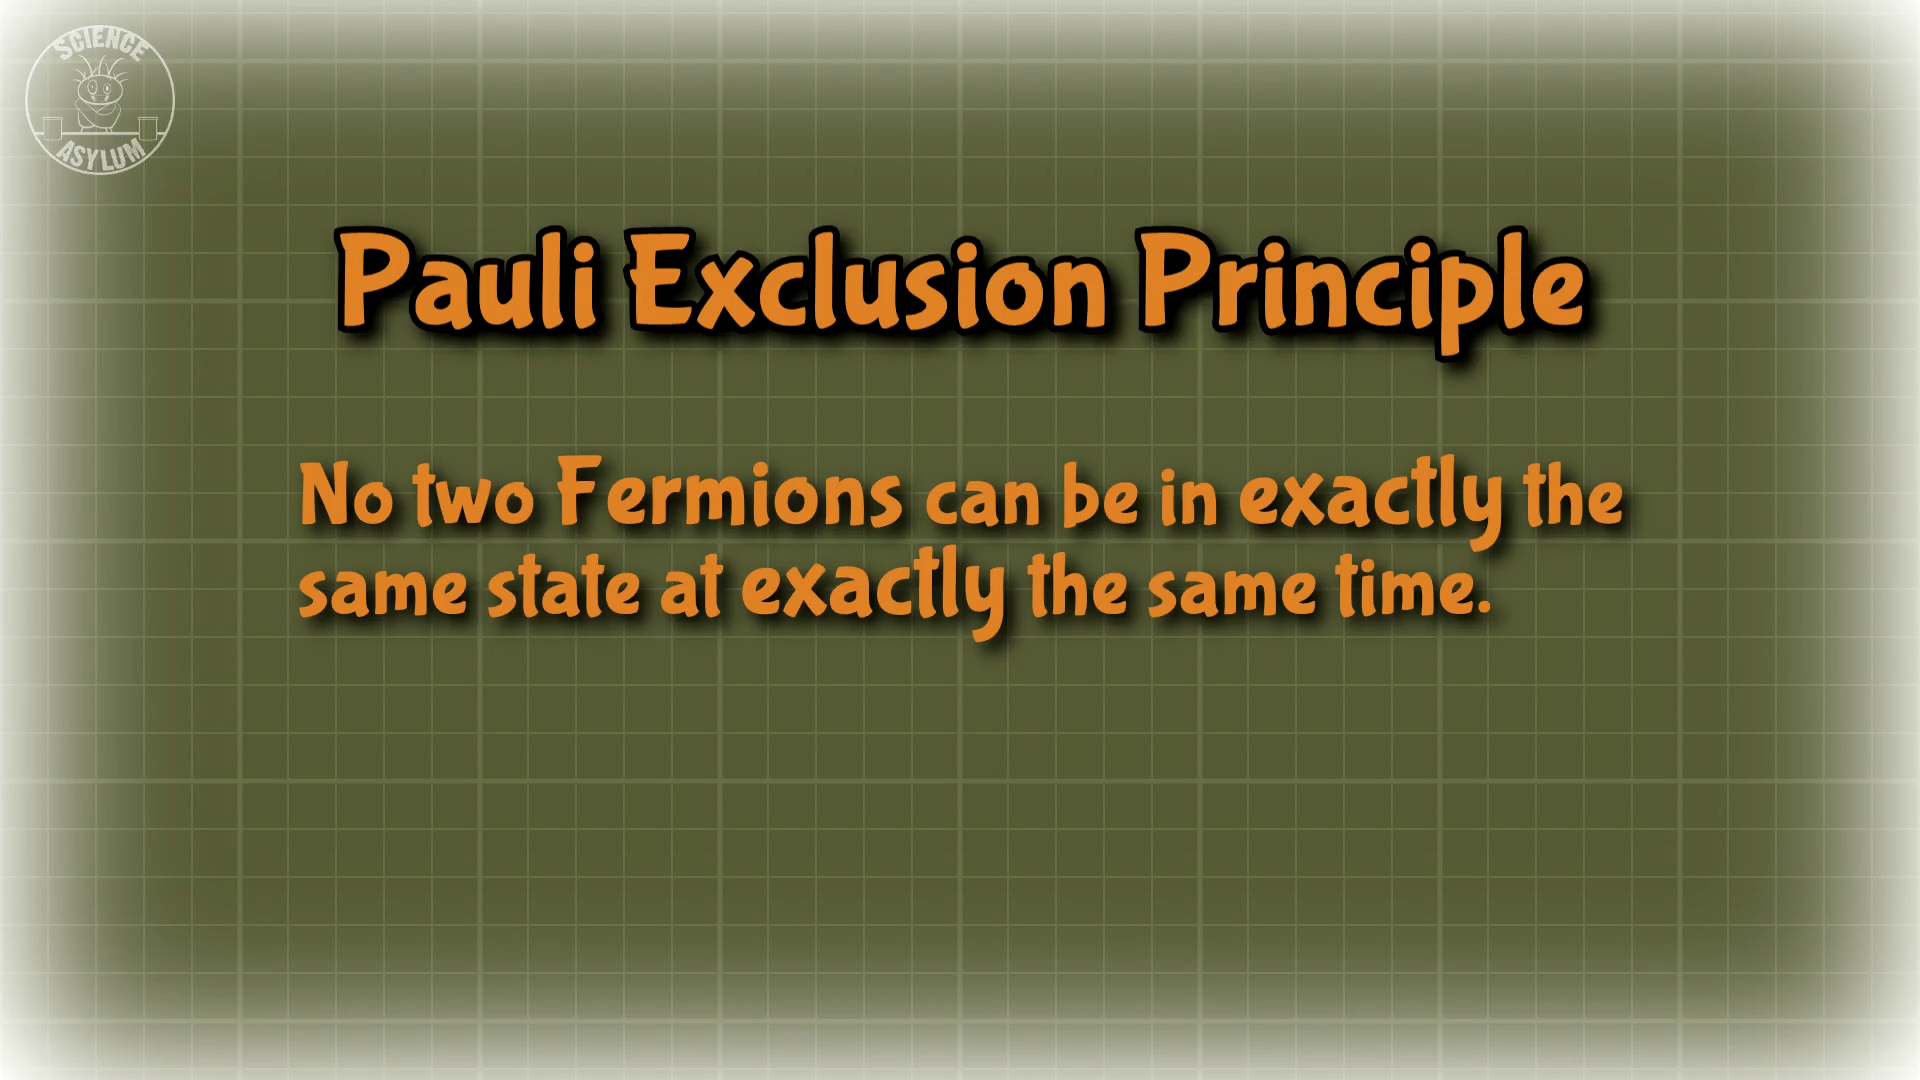 SCIENCE
ASYLUM
Pauli Exclusion Principle
No two Fermions can be in exactly the
same state at exactly the same time.